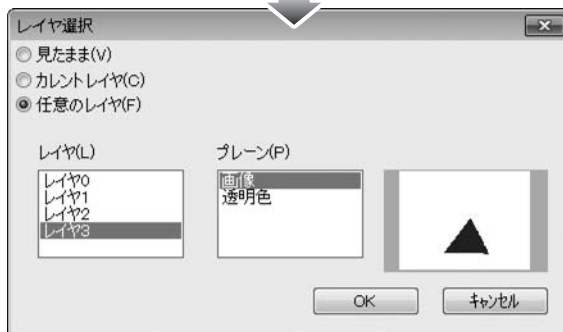 レイヤ選択
見たまま(V)
カレントレイヤ(C)
任意のレイヤ(F)
レイヤ(L)
レイヤ0
レイヤ1
レイヤ2
レイヤ3
プレーン(P)
画像
透明色
OK
キャンセル